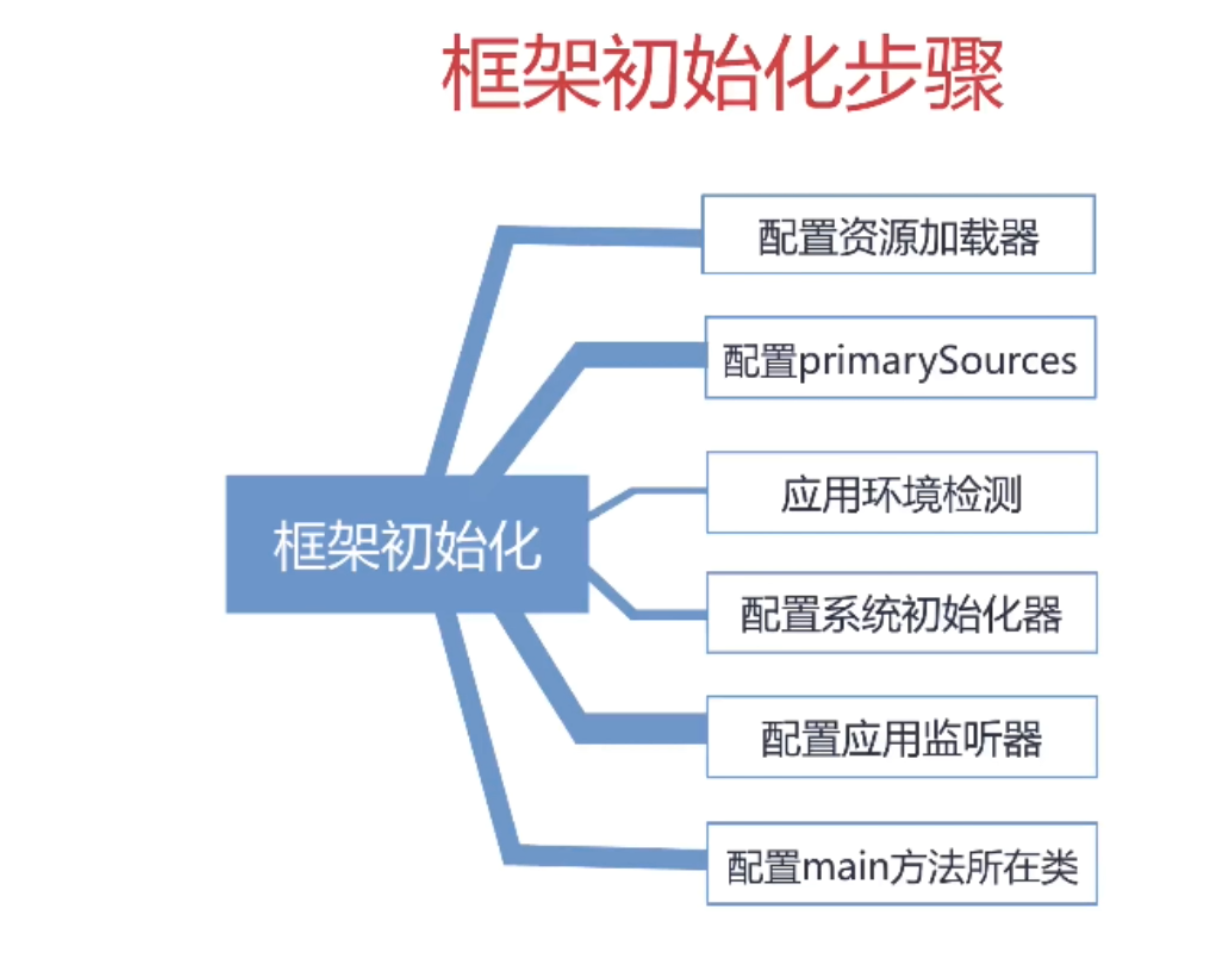 框架初始化步骤
配置资源加载器
配置primarySources
应用环境检测
框架初始化
配置系统初始化器
配置应用监听器
配置main方法所在类